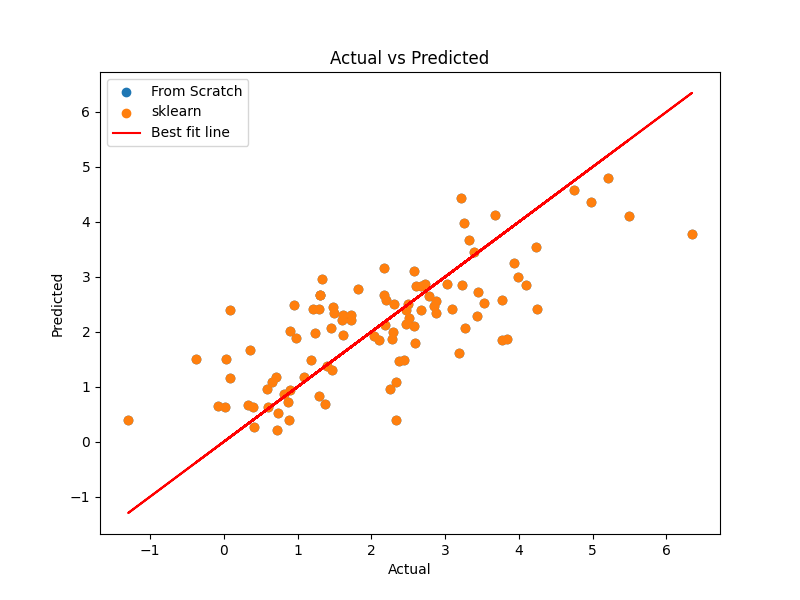 Actual vs Predicted
From Scratch
sklearn
Best fit line
6
5
4
3
2
1
0
−1
Predicted
−1 0 1 2 3 4 5 6
Actual